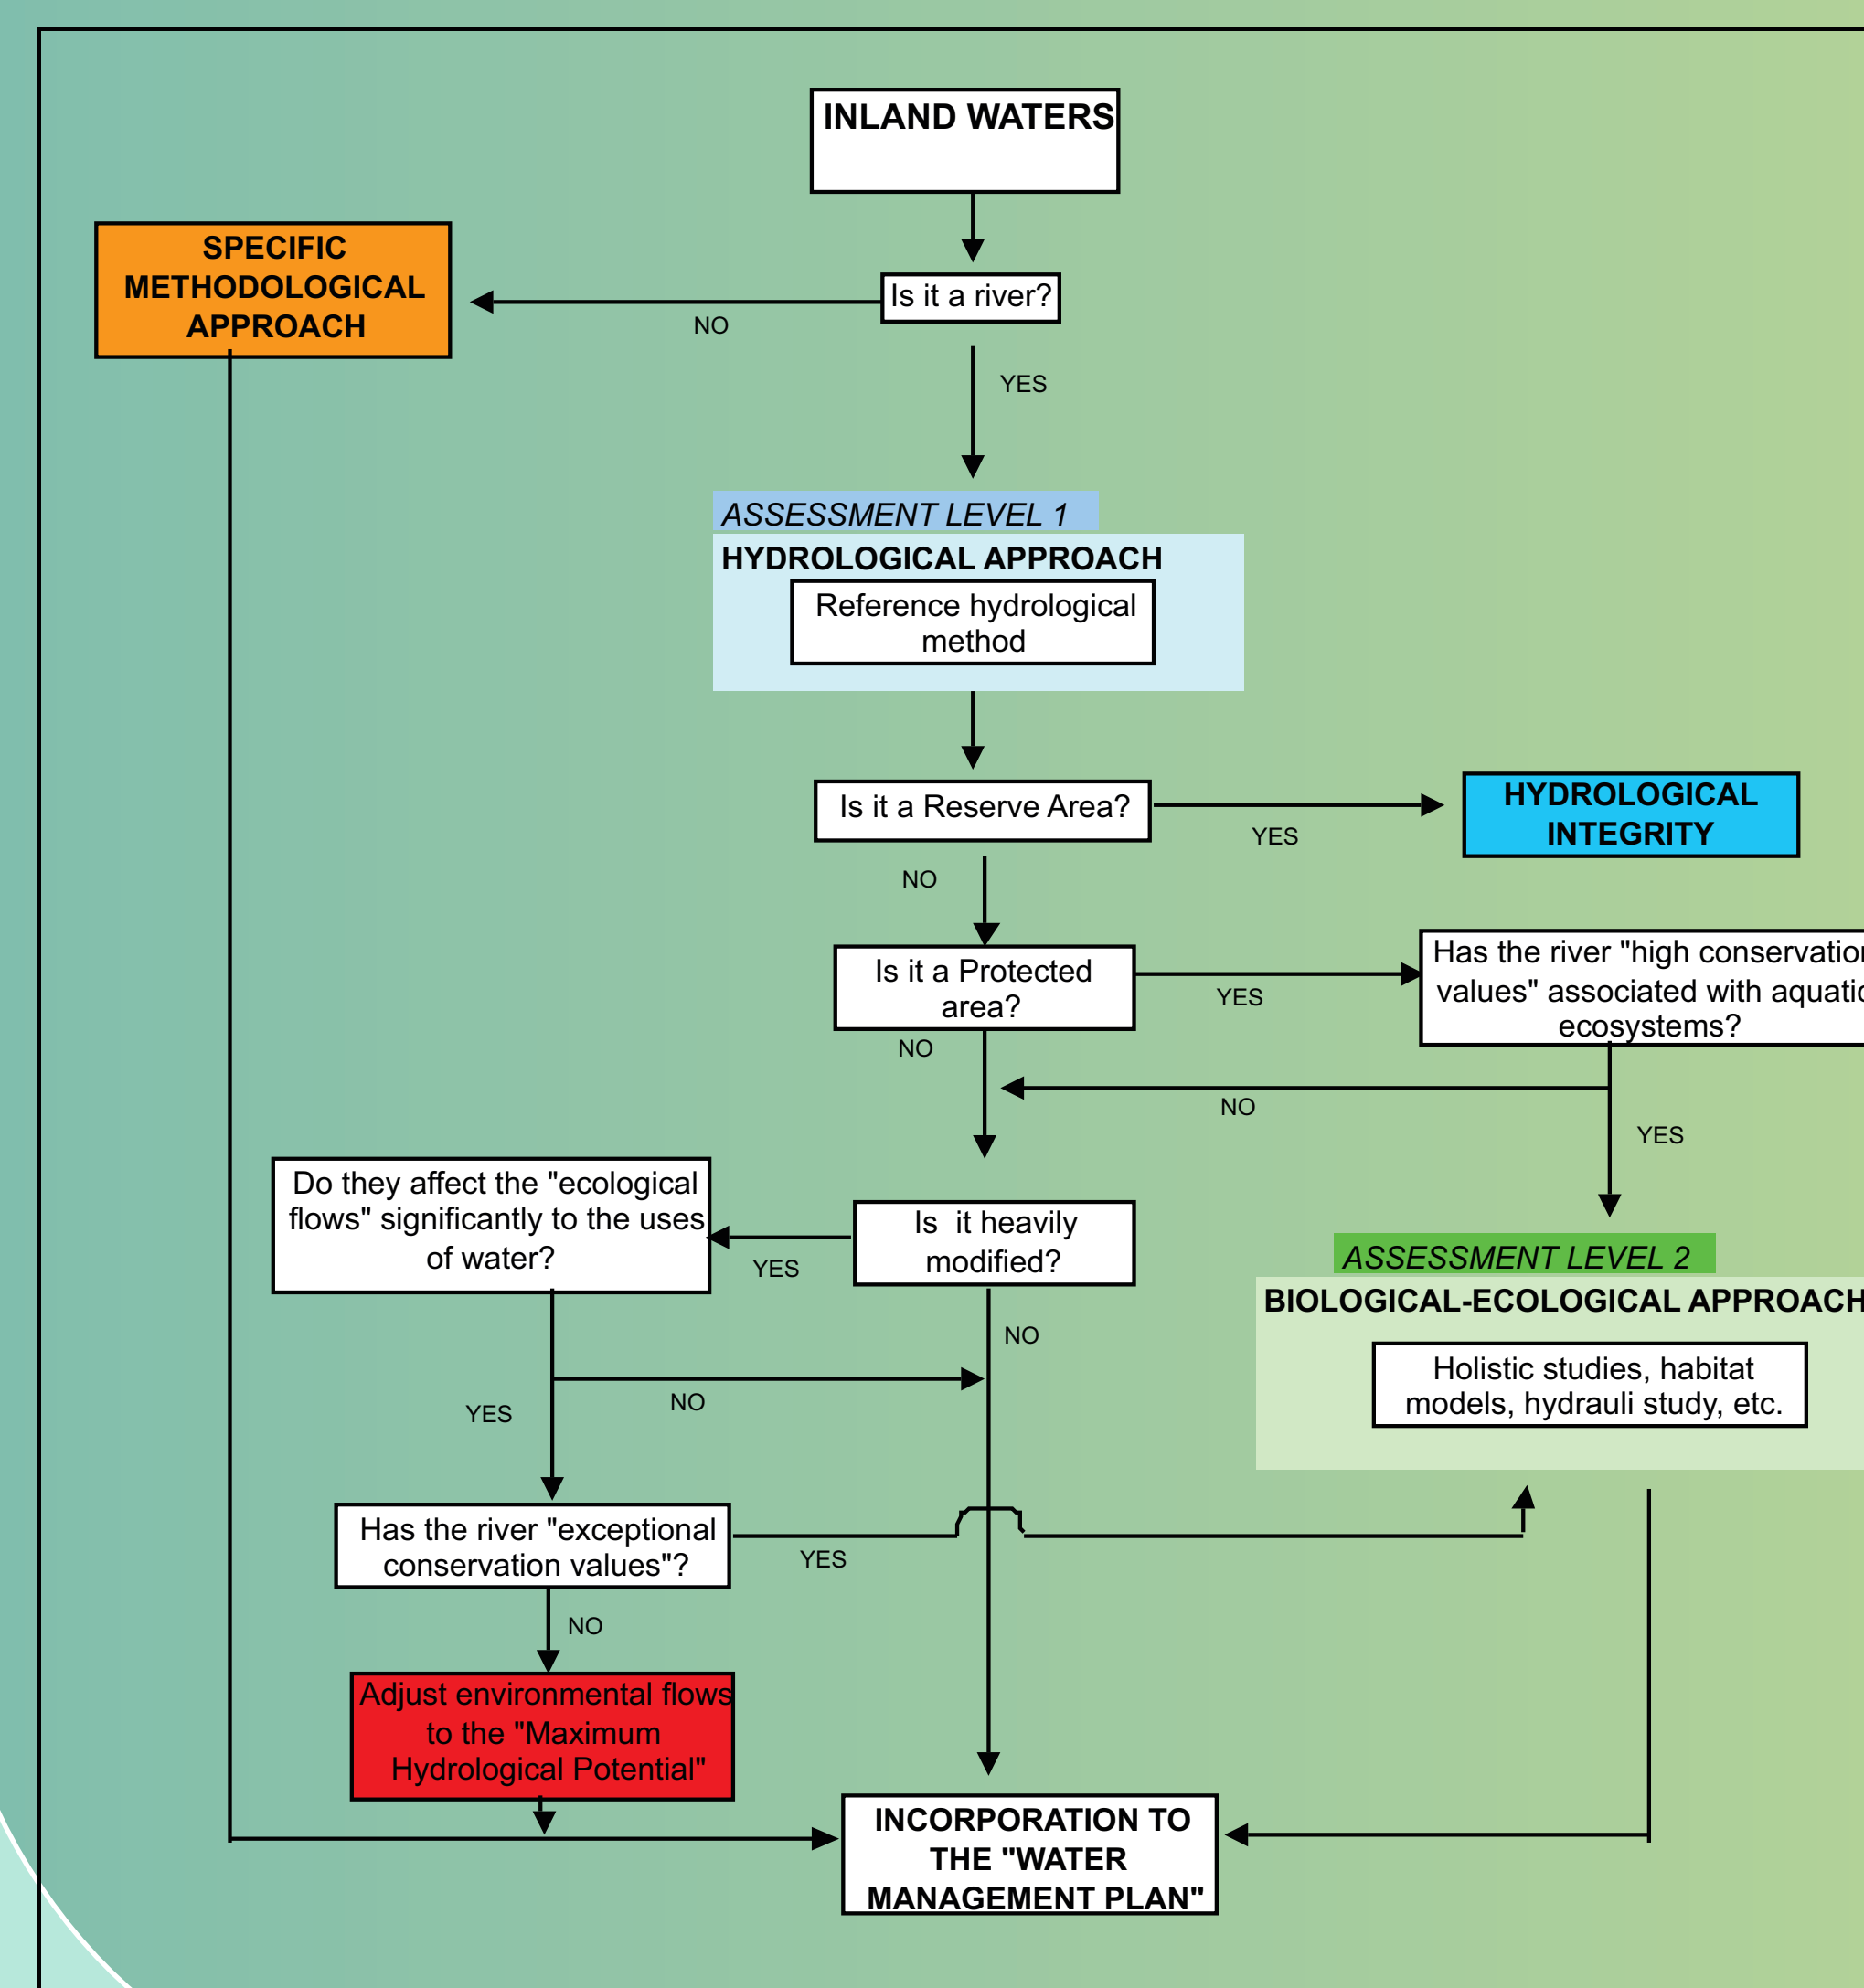 INLAND WATERS
SPECIFIC
METHODOLOGICAL
APPROACH
Is it a river?
NO
YES
ASSESSMENT LEVEL 1
HYDROLOGICAL APPROACH
Reference hydrological
method
Is it a Reserve Area?
YES
HYDROLOGICAL
INTEGRITY
NO
Is it a Protected
area?
YES
Has the river "high conservation
values" associated with aquatic
ecosystems?
NO
NO
YES
Do they affect the "ecological
flows" significantly to the uses
of water?
YES
Is it heavily
modified?
ASSESSMENT LEVEL 2
BIOLOGICAL-ECOLOGICAL APPROACH
Holistic studies, habitat
models, hydrauli study, etc.
NO
NO
YES
Has the river "exceptional
conservation values"?
YES
NO
Adjust environmental flows
to the "Maximum
Hydrological Potential"
INCORPORATION TO
THE "WATER
MANAGEMENT PLAN"